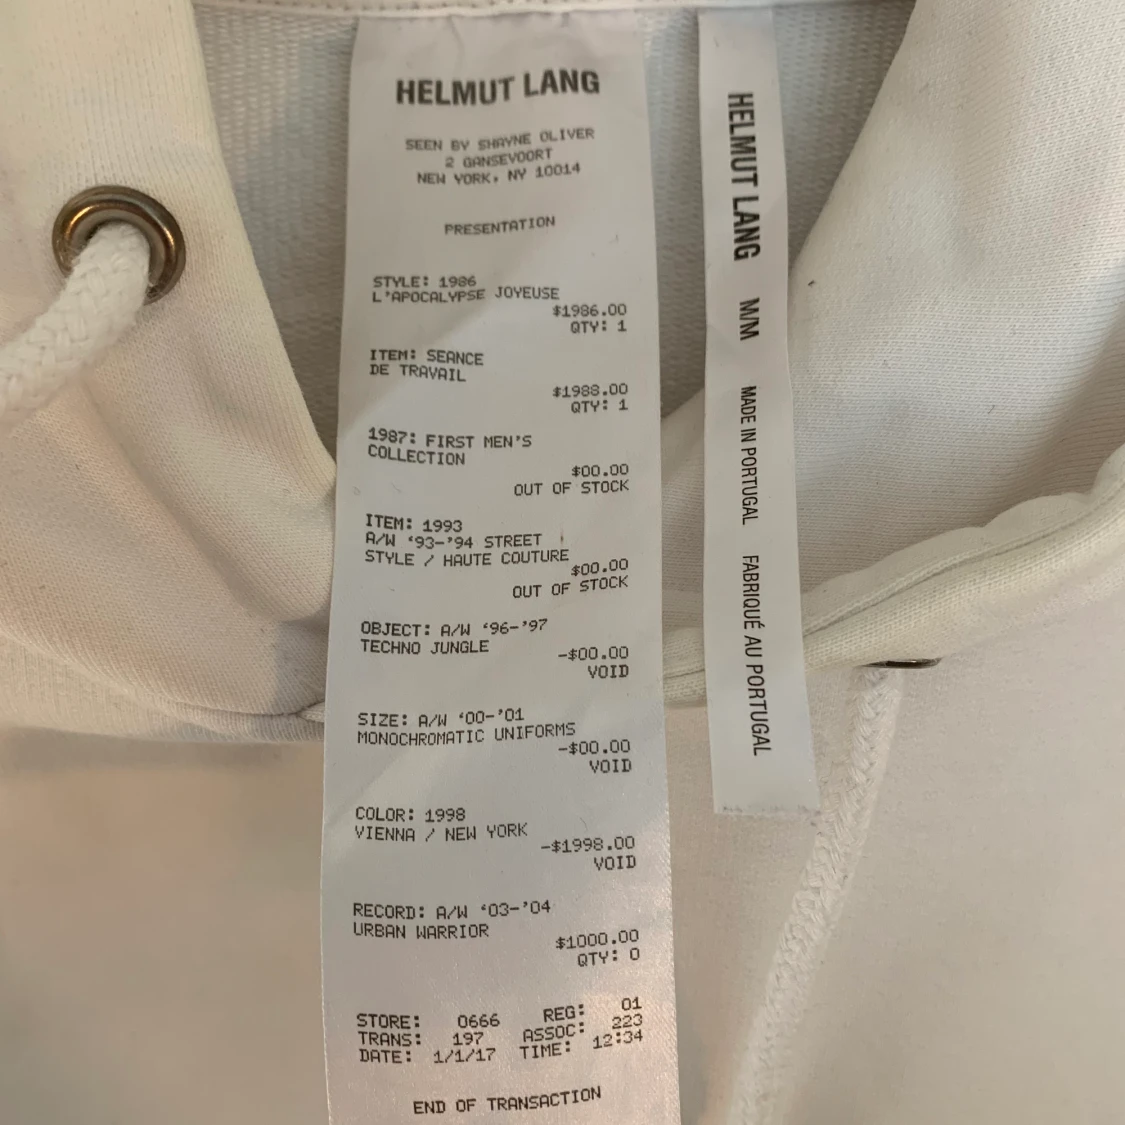 HELMUT LANG
SEEN BY SHAYNE OLIVER
2 GANSEVOORT
NEW YORK, NY 10014
PRESENTATION
STYLE: 1986
L'APOCALYPSE JOYEUSE
$1986.00
QTY: 1
ITEM: SEANCE
DE TRAVAIL
$1988.00
QTY: 1
1987: FIRST MEN'S
COLLECTION
$00.00
OUT OF STOCK
ITEM: 1993
A/W ‘93-’94 STREET
STYLE / HAUTE COUTURE
$00.00
OUT OF STOCK
OBJECT: A/W ‘96-’97
TECHNO JUNGLE
-$00.00
VOID
SIZE: A/W ‘00-’01
MONOCHROMATIC UNIFORMS
-$00.00
VOID
COLOR: 1998
VIENNA / NEW YORK
-$1998.00
VOID
RECORD: A/W ‘03-’04
URBAN WARRIOR
$1000.00
QTY: 0
STORE: 0666 REG: 01
TRANS: 197 ASSOC: 223
DATE: 1/1/17 TIME: 12:34
END OF TRANSACTION
HELMUT LANG M/M MADE IN PORTUGAL FABRIQUÉ AU PORTUGAL